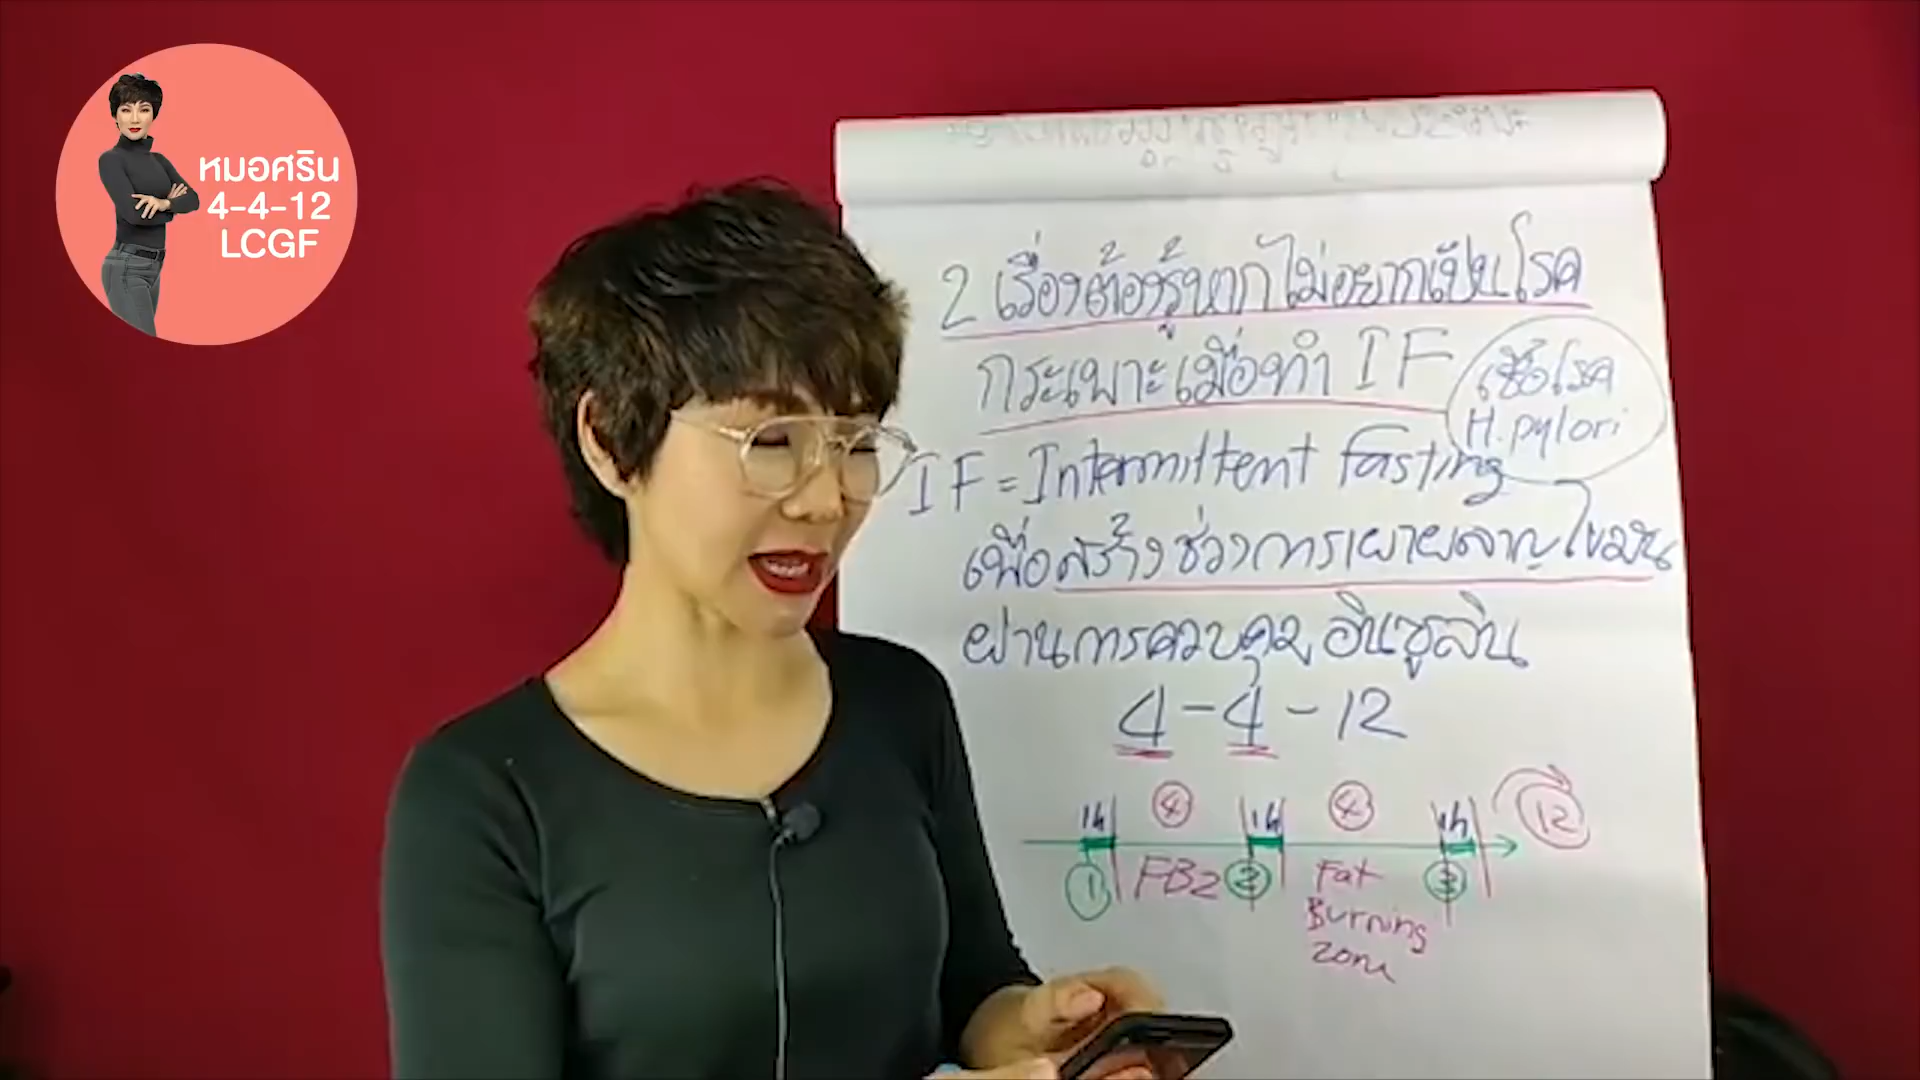 หมอศริน
4-4-12
LCGF
2 เรื่องต้องรู้หากไม่อยากเป็นโรค
กระเพาะเมื่อทำ IF
เชื้อโรค
H. pylori
IF = Intermittent fasting
เพื่อสร้างช่วงการเผาผลาญไขมัน
ผ่านการควบคุมอินซูลิน
4-4-12
1h 4 1h 4 1h 12
1 FBZ 2 Fat 3
Burning
Zone